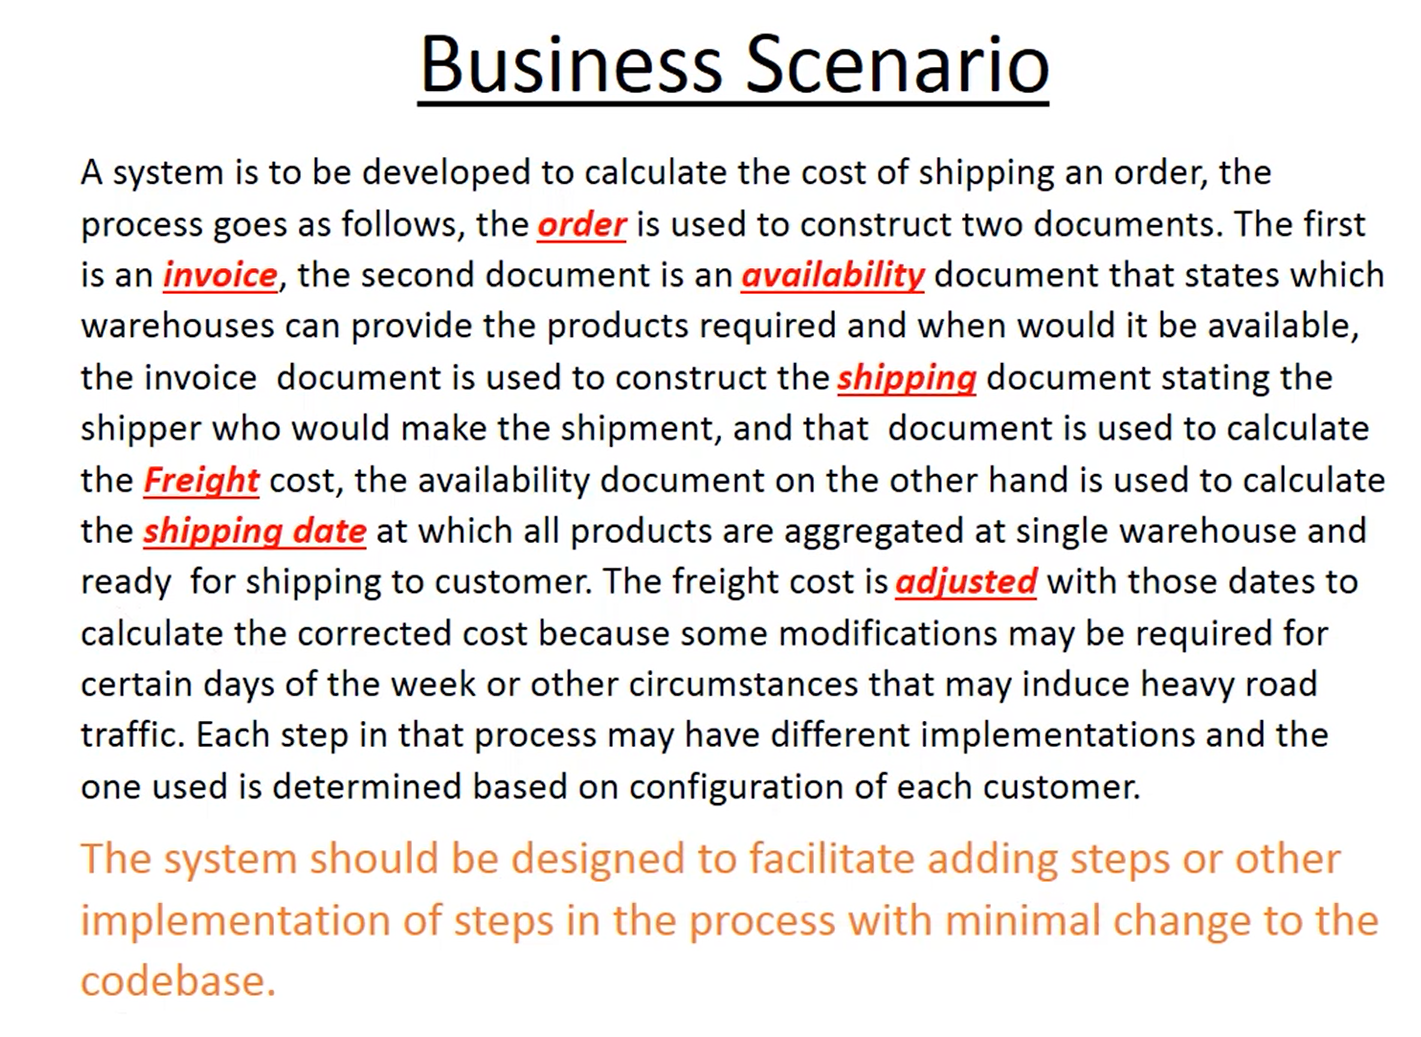 Business Scenario
A system is to be developed to calculate the cost of shipping an order, the
process goes as follows, the order is used to construct two documents. The first
is an invoice, the second document is an availability document that states which
warehouses can provide the products required and when would it be available,
the invoice document is used to construct the shipping document stating the
shipper who would make the shipment, and that document is used to calculate
the Freight cost, the availability document on the other hand is used to calculate
the shipping date at which all products are aggregated at single warehouse and
ready for shipping to customer. The freight cost is adjusted with those dates to
calculate the corrected cost because some modifications may be required for
certain days of the week or other circumstances that may induce heavy road
traffic. Each step in that process may have different implementations and the
one used is determined based on configuration of each customer.
The system should be designed to facilitate adding steps or other
implementation of steps in the process with minimal change to the
codebase.